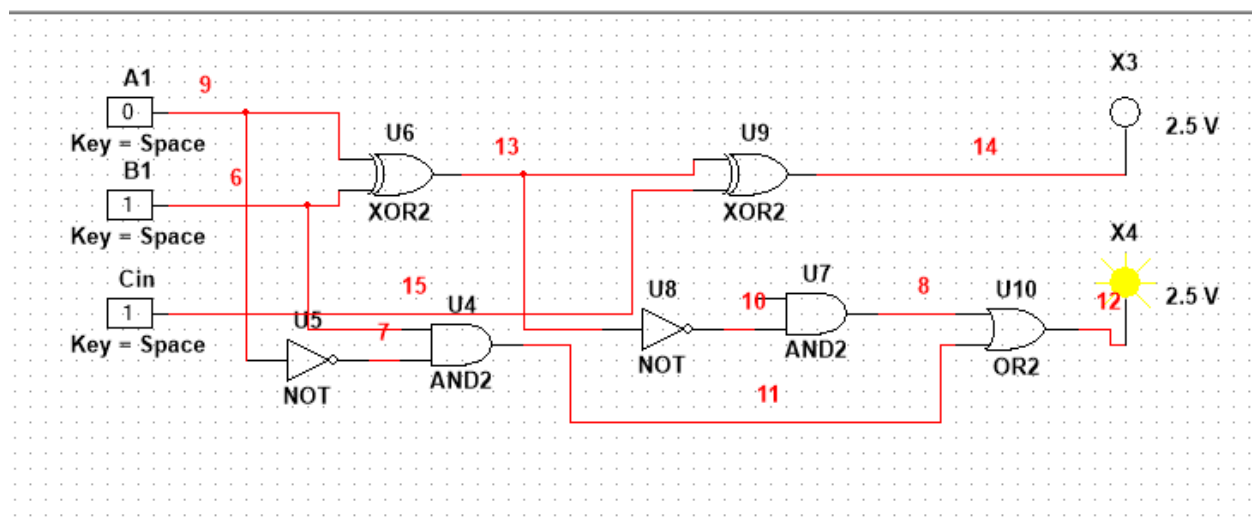 A1
9
0
Key = Space
B1
6
1
Key = Space
Cin
15
1
Key = Space
U6
XOR2
13
U9
XOR2
14
X3
2.5 V
U5
NOT
7
U4
AND2
U8
NOT
10
U7
AND2
8
U10
OR2
12
X4
2.5 V
11